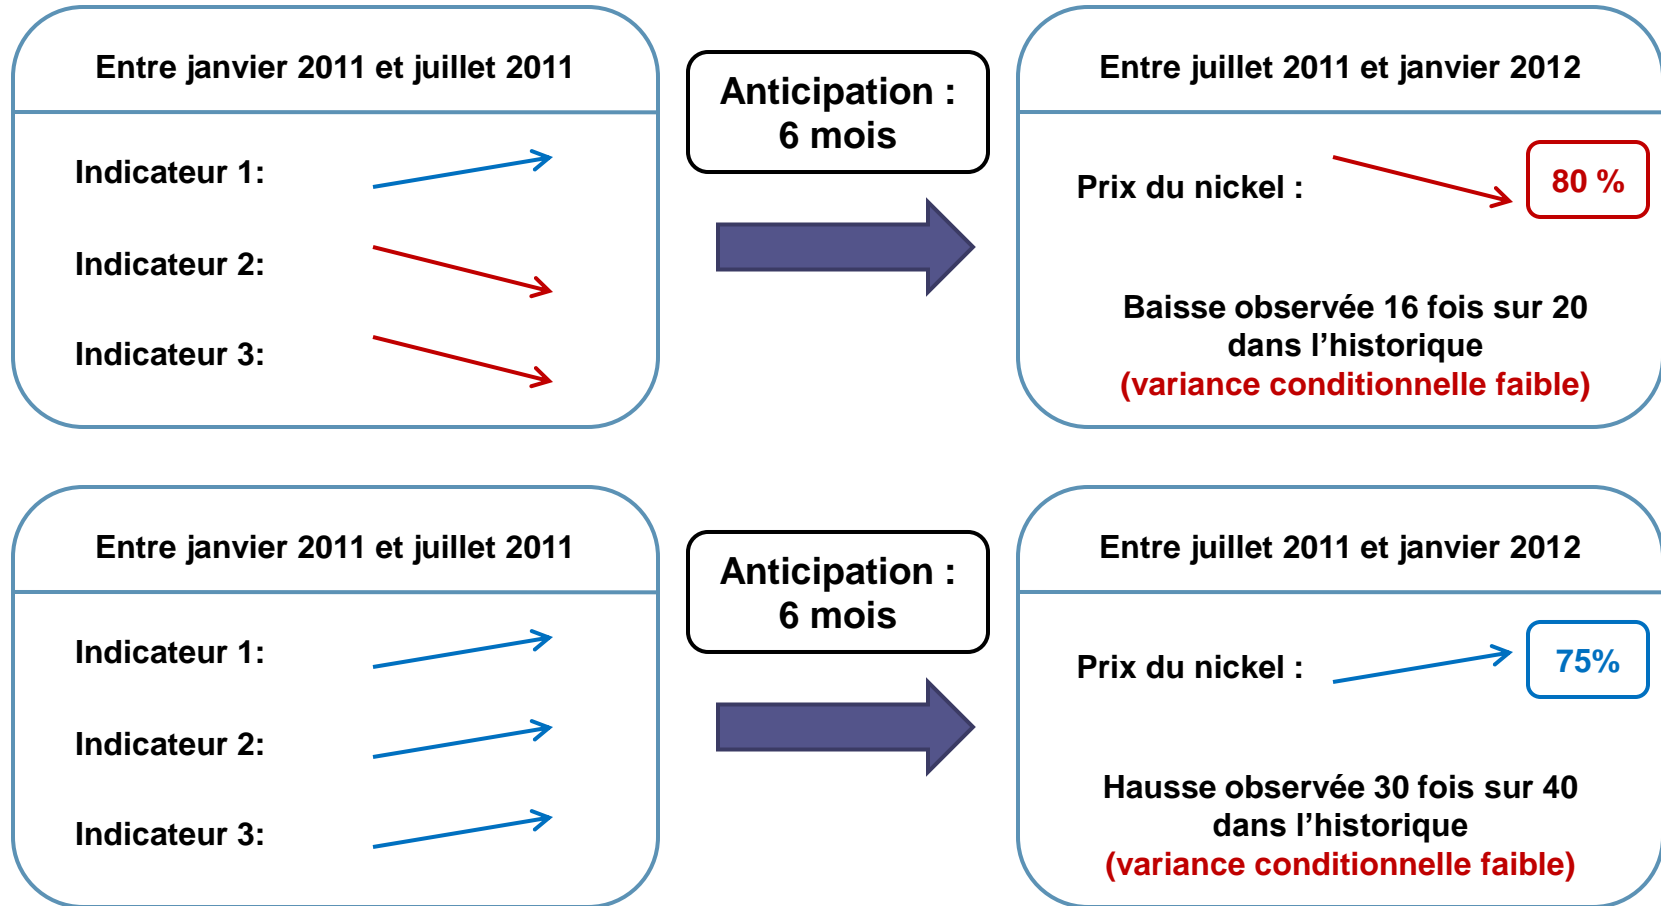 Entre janvier 2011 et juillet 2011
Indicateur 1:
Indicateur 2:
Indicateur 3:
Anticipation :
6 mois
Entre juillet 2011 et janvier 2012
Prix du nickel :
80 %
Baisse observée 16 fois sur 20
dans l’historique
(variance conditionnelle faible)
Entre janvier 2011 et juillet 2011
Indicateur 1:
Indicateur 2:
Indicateur 3:
Anticipation :
6 mois
Entre juillet 2011 et janvier 2012
Prix du nickel :
75%
Hausse observée 30 fois sur 40
dans l’historique
(variance conditionnelle faible)